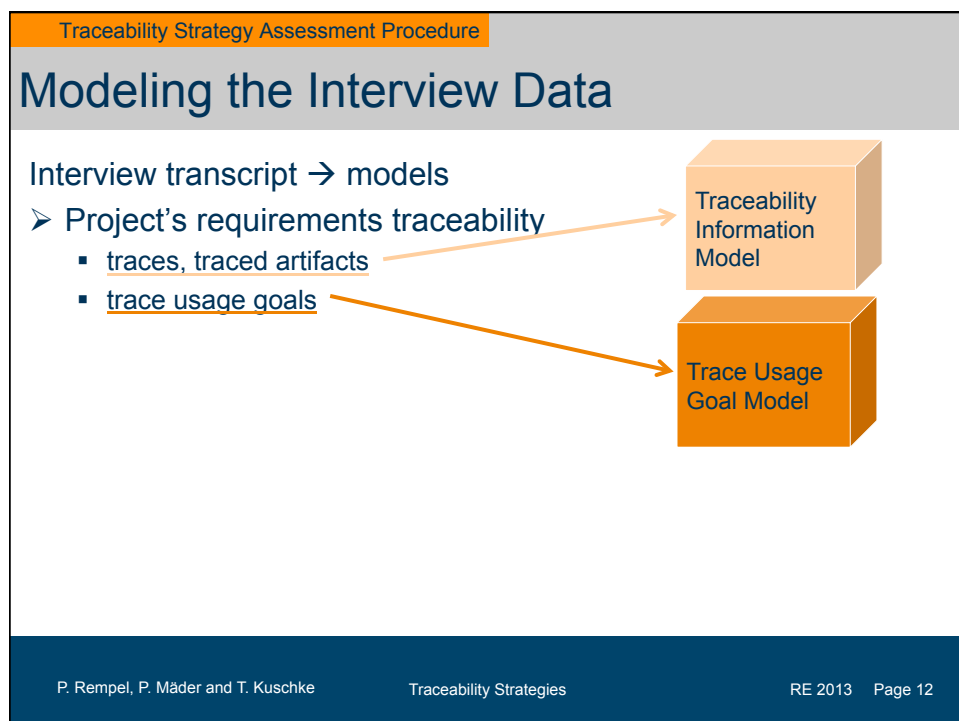 Traceability Strategy Assessment Procedure
Modeling the Interview Data
Interview transcript → models
➢ Project's requirements traceability
▪ traces, traced artifacts
▪ trace usage goals
Traceability
Information
Model
Trace Usage
Goal Model
P. Rempel, P. Mäder and T. Kuschke Traceability Strategies RE 2013 Page 12